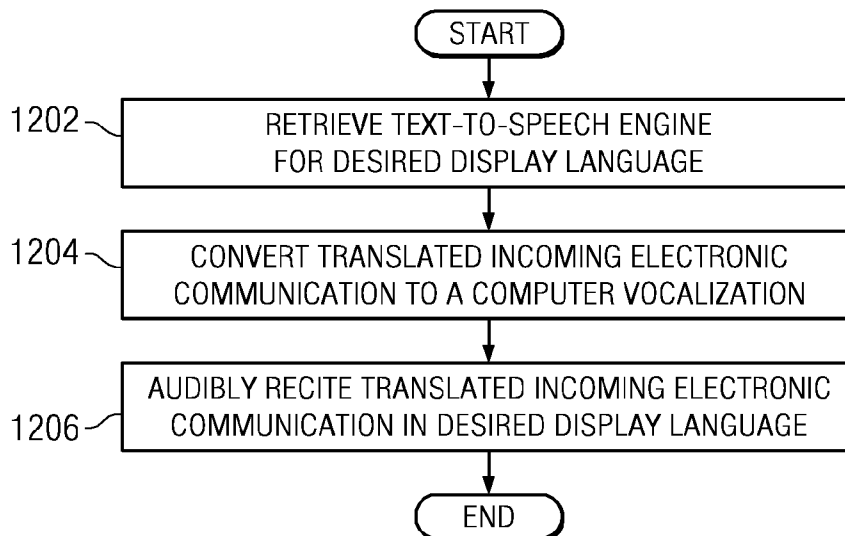 START
1202
RETRIEVE TEXT-TO-SPEECH ENGINE
FOR DESIRED DISPLAY LANGUAGE
1204
CONVERT TRANSLATED INCOMING ELECTRONIC
COMMUNICATION TO A COMPUTER VOCALIZATION
1206
AUDIBLY RECITE TRANSLATED INCOMING ELECTRONIC
COMMUNICATION IN DESIRED DISPLAY LANGUAGE
END